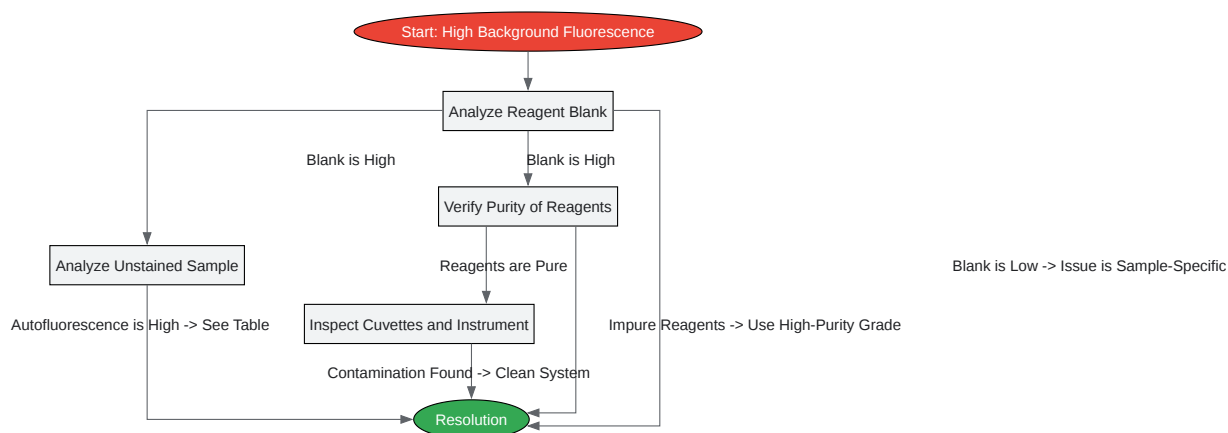 Start: High Background Fluorescence
Analyze Reagent Blank
Blank is High
Blank is High
Verify Purity of Reagents
Analyze Unstained Sample
Reagents are Pure
Blank is Low -> Issue is Sample-Specific
Autofluorescence is High -> See Table
Inspect Cuvettes and Instrument
Impure Reagents -> Use High-Purity Grade
Contamination Found -> Clean System
Resolution